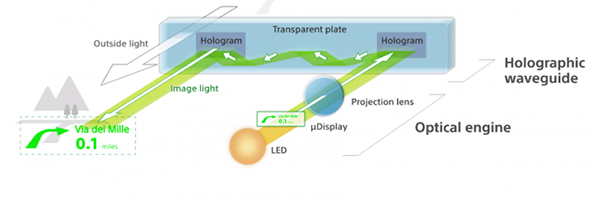 Outside light
Transparent plate
Hologram
Hologram
Holographic
waveguide
Image light
Projection lens
µDisplay
Optical engine
LED
Via del Mille
0.1 miles